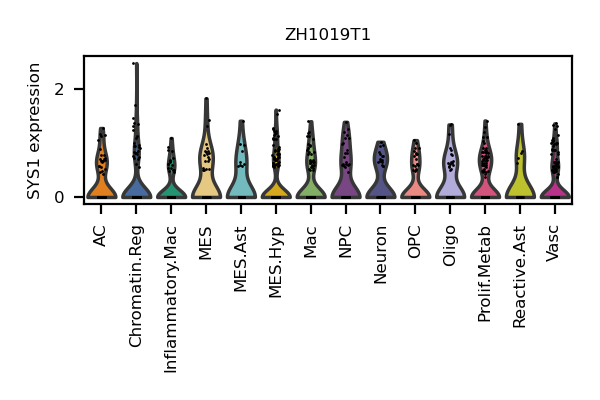 ZH1019T1
SYS1 expression
2
0
AC
Chromatin.Reg
Inflammatory.Mac
MES
MES.Ast
MES.Hyp
Mac
NPC
Neuron
OPC
Oligo
Prolif.Metab
Reactive.Ast
Vasc